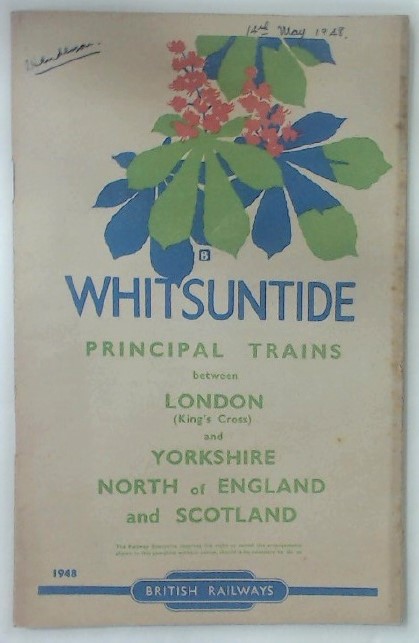 14th May 1948.
B
WHITSUNTIDE
PRINCIPAL TRAINS
between
LONDON
(King's Cross)
and
YORKSHIRE
NORTH of ENGLAND
and SCOTLAND
1948
BRITISH RAILWAYS